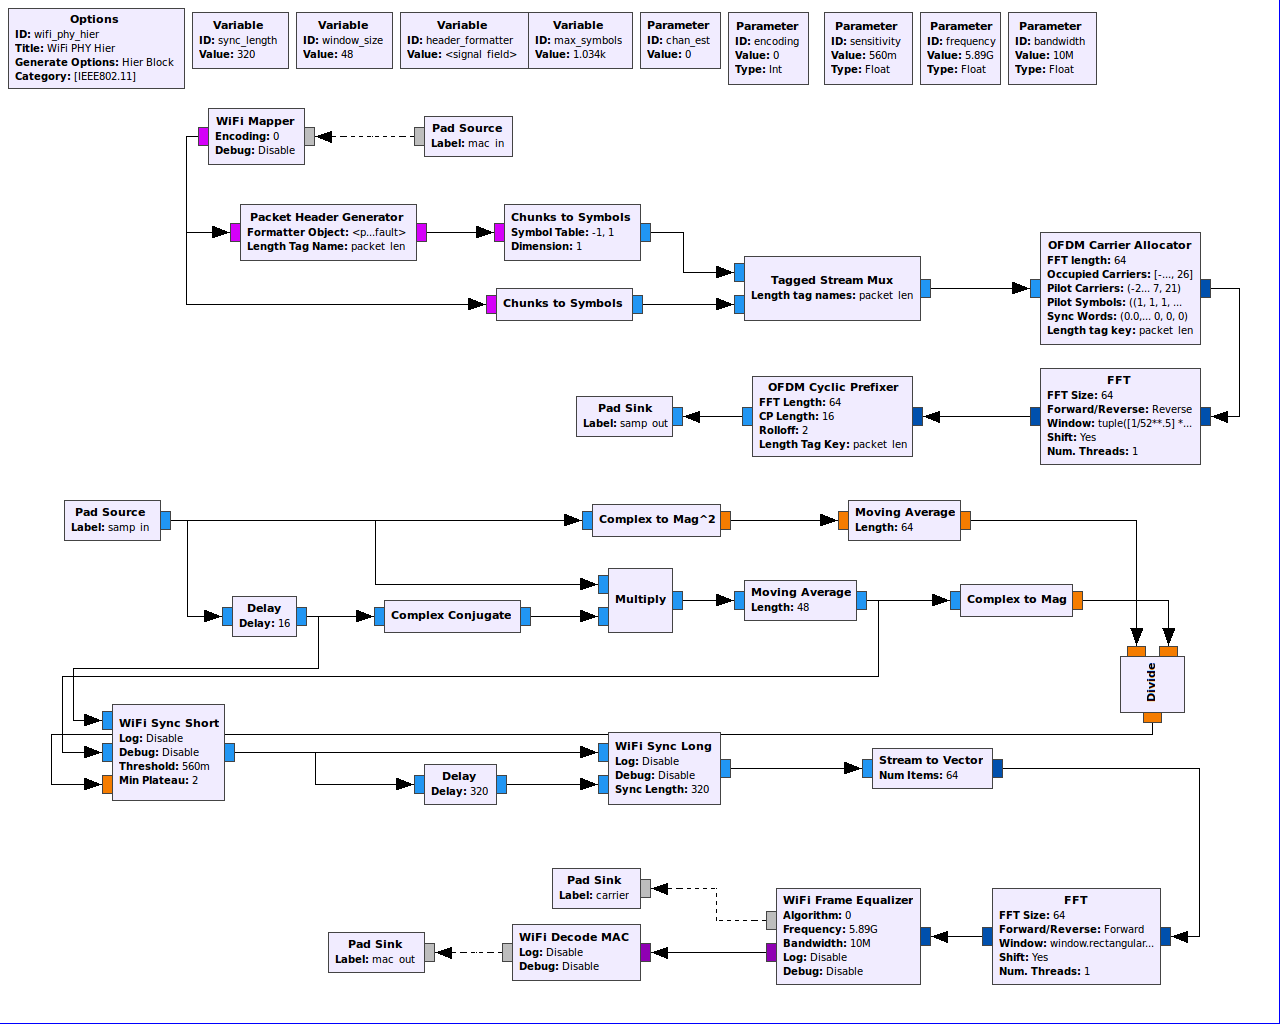 Options
ID: wifi_phy_hier
Title: WiFi PHY Hier
Generate Options: Hier Block
Category: [IEEE802.11]
Variable
ID: sync_length
Value: 320
Variable
ID: window_size
Value: 48
Variable
ID: header_formatter
Value: <signal_field>
Variable
ID: max_symbols
Value: 1.034k
Parameter
ID: chan_est
Value: 0
Parameter
ID: encoding
Value: 0
Type: Int
Parameter
ID: sensitivity
Value: 560m
Type: Float
Parameter
ID: frequency
Value: 5.89G
Type: Float
Parameter
ID: bandwidth
Value: 10M
Type: Float
WiFi Mapper
Encoding: 0
Debug: Disable
Pad Source
Label: mac_in
Packet Header Generator
Formatter Object: <p...fault>
Length Tag Name: packet_len
Chunks to Symbols
Symbol Table: -1, 1
Dimension: 1
Chunks to Symbols
Tagged Stream Mux
Length tag names: packet_len
OFDM Carrier Allocator
FFT length: 64
Occupied Carriers: [-..., 26]
Pilot Carriers: (-2... 7, 21)
Pilot Symbols: ((1, 1, 1, ...
Sync Words: (0.0,... 0, 0, 0)
Length tag key: packet_len
Pad Sink
Label: samp_out
OFDM Cyclic Prefixer
FFT Length: 64
CP Length: 16
Rolloff: 2
Length Tag Key: packet_len
FFT
FFT Size: 64
Forward/Reverse: Reverse
Window: tuple([1/52**.5] *...
Shift: Yes
Num. Threads: 1
Pad Source
Label: samp_in
Complex to Mag^2
Moving Average
Length: 64
Delay
Delay: 16
Complex Conjugate
Multiply
Moving Average
Length: 48
Complex to Mag
Divide
WiFi Sync Short
Log: Disable
Debug: Disable
Threshold: 560m
Min Plateau: 2
Delay
Delay: 320
WiFi Sync Long
Log: Disable
Debug: Disable
Sync Length: 320
Stream to Vector
Num Items: 64
Pad Sink
Label: carrier
Pad Sink
Label: mac_out
WiFi Decode MAC
Log: Disable
Debug: Disable
WiFi Frame Equalizer
Algorithm: 0
Frequency: 5.89G
Bandwidth: 10M
Log: Disable
Debug: Disable
FFT
FFT Size: 64
Forward/Reverse: Forward
Window: window.rectangular...
Shift: Yes
Num. Threads: 1